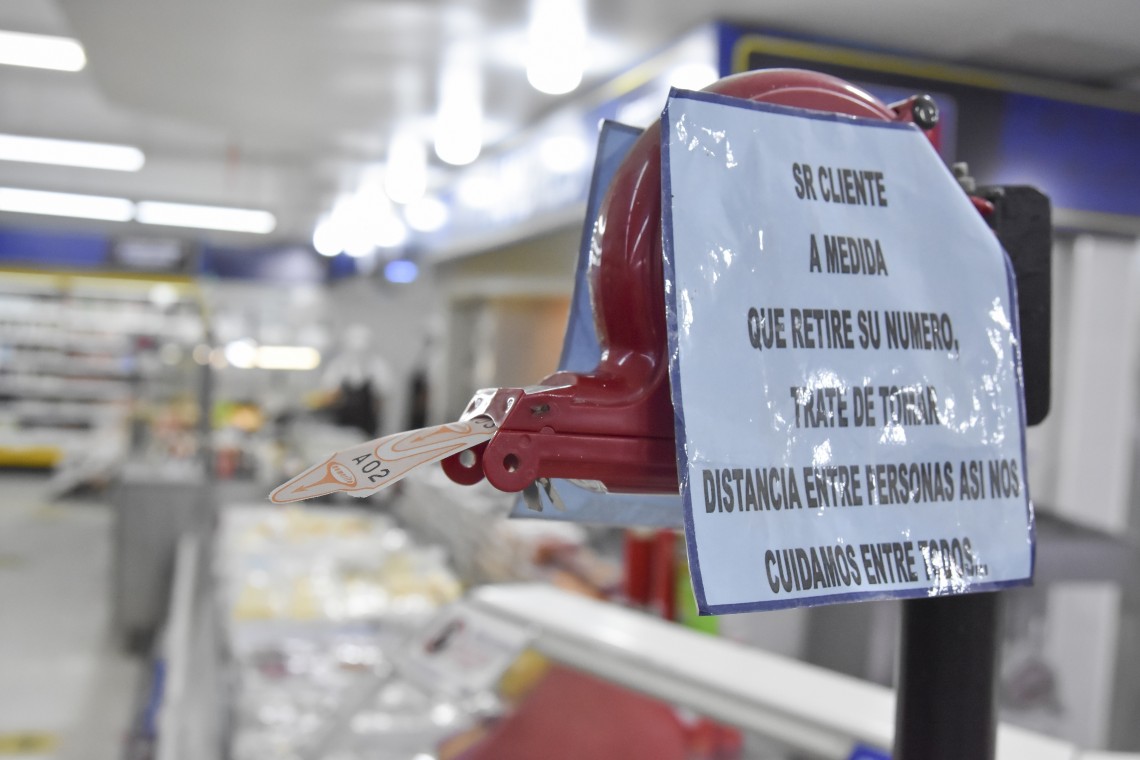 SR CLIENTE
A MEDIDA
QUE RETIRE SU NUMERO,
TRATE DE TOMAR
DISTANCIA ENTRE PERSONAS ASI NOS
CUIDAMOS ENTRE TODOS...
A02